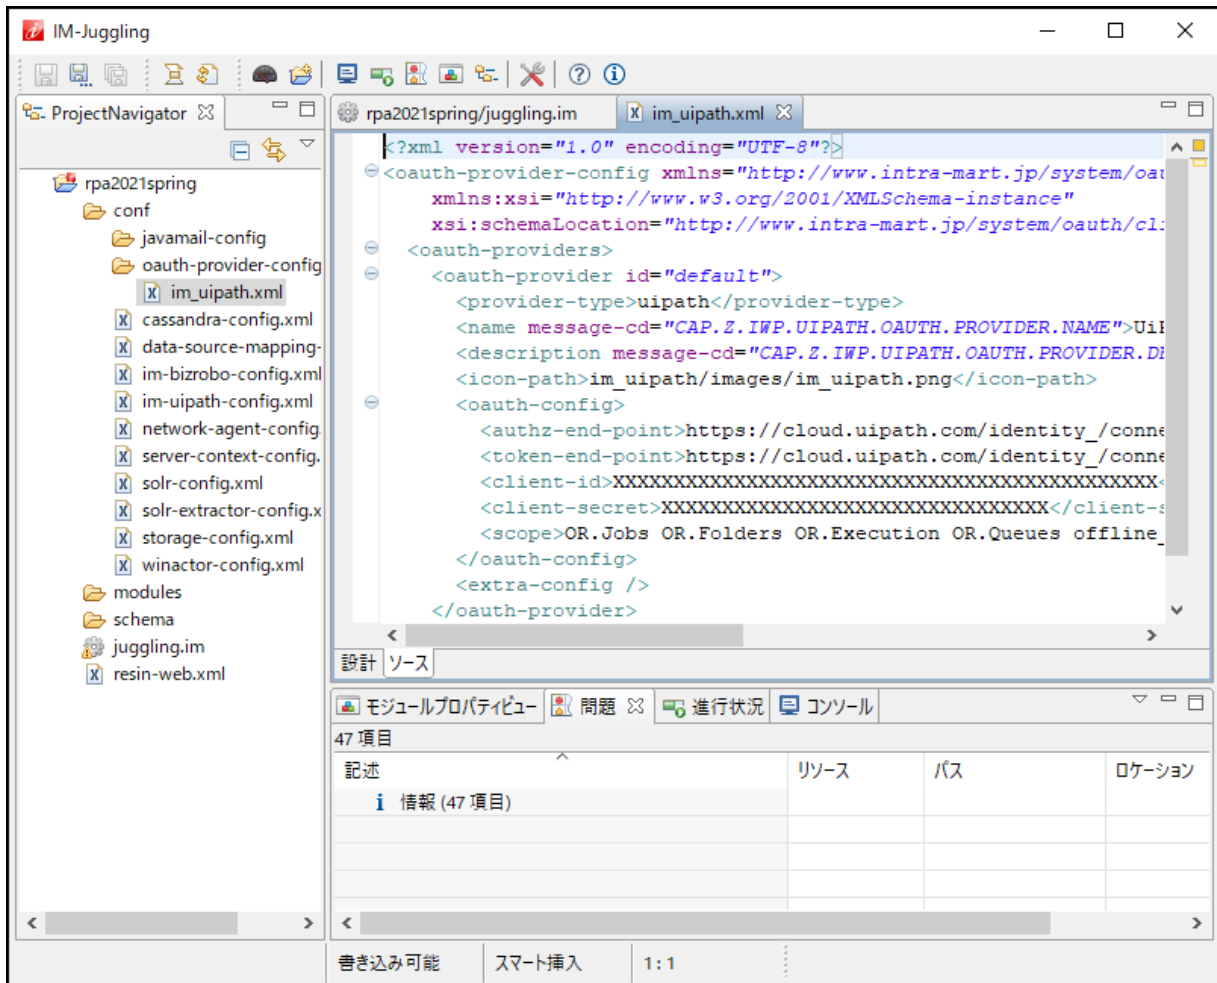 IM-Juggling
ProjectNavigator
rpa2021spring
conf
javamail-config
oauth-provider-config
im_uipath.xml
cassandra-config.xml
data-source-mapping-
im-bizrobo-config.xml
im-uipath-config.xml
network-agent-config.
server-context-config.
solr-config.xml
solr-extractor-config.x
storage-config.xml
winactor-config.xml
modules
schema
juggling.im
resin-web.xml
rpa2021spring/juggling.im
im_uipath.xml
<?xml version="1.0" encoding="UTF-8"?>
<oauth-provider-config xmlns="http://www.intra-mart.jp/system/oau
xmlns:xsi="http://www.w3.org/2001/XMLSchema-instance"
xsi:schemaLocation="http://www.intra-mart.jp/system/oauth/cli
<oauth-providers>
<oauth-provider id="default">
<provider-type>uipath</provider-type>
<name message-cd="CAP.Z.IWP.UIPATH.OAUTH.PROVIDER.NAME">UiP
<description message-cd="CAP.Z.IWP.UIPATH.OAUTH.PROVIDER.DE
<icon-path>im_uipath/images/im_uipath.png</icon-path>
<oauth-config>
<authz-end-point>https://cloud.uipath.com/identity_/conne
<token-end-point>https://cloud.uipath.com/identity_/conne
<client-id>XXXXXXXXXXXXXXXXXXXXXXXXXXXXXXXXXXXXXXXXXXXXXX<
<client-secret>XXXXXXXXXXXXXXXXXXXXXXXXXXXXXXXXX</client-s
<scope>OR.Jobs OR.Folders OR.Execution OR.Queues offline_
</oauth-config>
<extra-config />
</oauth-provider>
設計 ソース
モジュールプロパティビュー 問題 進行状況 コンソール
47 項目
記述 リソース パス ロケーション
i 情報 (47 項目)
書き込み可能 スマート挿入 1:1